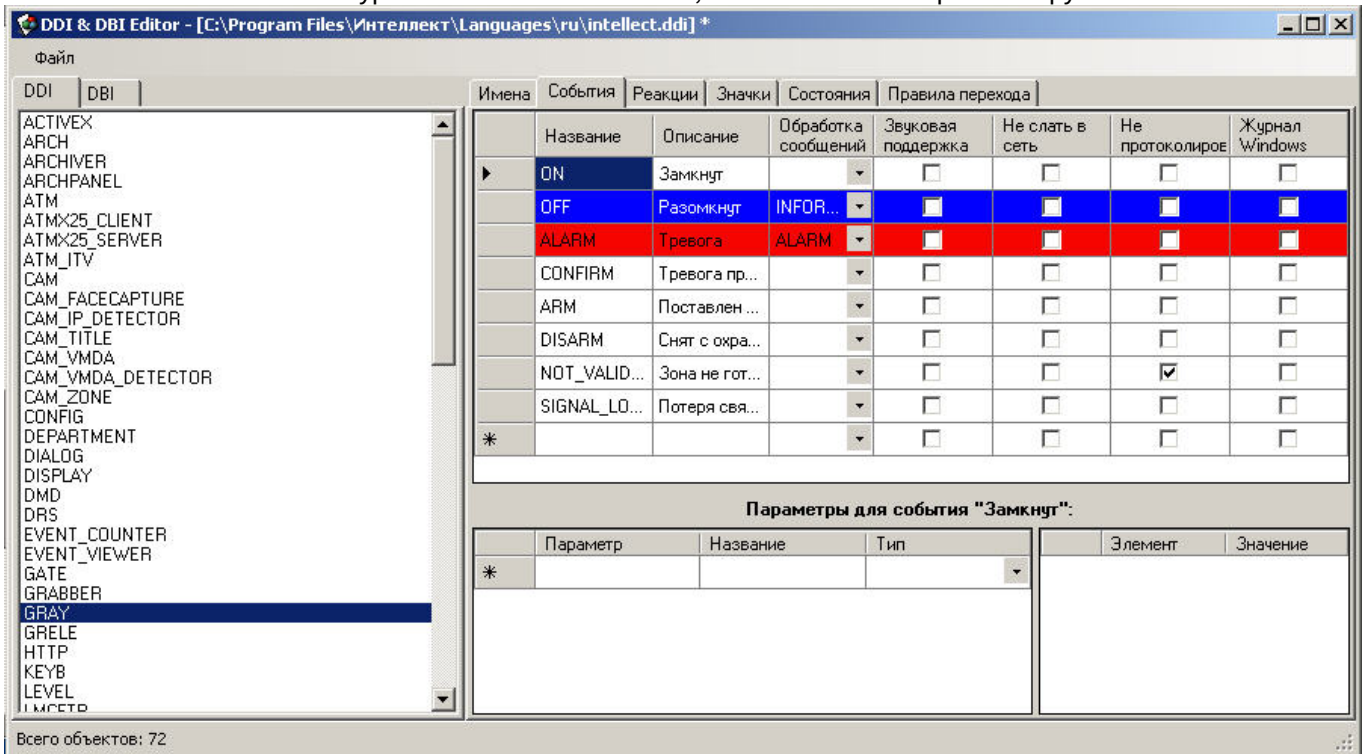 DDI & DBI Editor - [C:\Program Files\Интеллект\Languages\ru\intellect.ddi] *
Файл
DDI DBI
ACTIVEX
ARCH
ARCHIVER
ARCHPANEL
ATM
ATMX25_CLIENT
ATMX25_SERVER
ATM_ITV
CAM
CAM_FACECAPTURE
CAM_IP_DETECTOR
CAM_TITLE
CAM_VMDA
CAM_VMDA_DETECTOR
CAM_ZONE
CONFIG
DEPARTMENT
DIALOG
DISPLAY
DMD
DRS
EVENT_COUNTER
EVENT_VIEWER
GATE
GRABBER
GRAY
GRELE
HTTP
KEYB
LEVEL
Имена События Реакции Значки Состояния Правила перехода
Название Описание Обработка сообщений Звуковая поддержка Не слать в сеть Не протоколиров Журнал Windows
ON Замкнут
OFF Разомкнут INFOR...
ALARM Тревога ALARM
CONFIRM Тревога пр...
ARM Поставлен ...
DISARM Снят с охра...
NOT_VALID... Зона не гот...
SIGNAL_LO... Потеря свя...
Параметры для события "Замкнут":
Параметр Название Тип
Элемент Значение
Всего объектов: 72